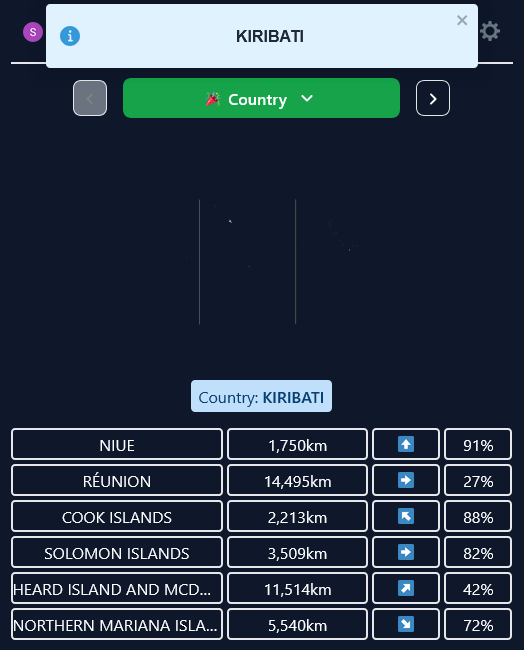 S
KIRIBATI
Country
Country: KIRIBATI
NIUE 1,750km 91%
RÉUNION 14,495km 27%
COOK ISLANDS 2,213km 88%
SOLOMON ISLANDS 3,509km 82%
HEARD ISLAND AND MCD... 11,514km 42%
NORTHERN MARIANA ISLA... 5,540km 72%